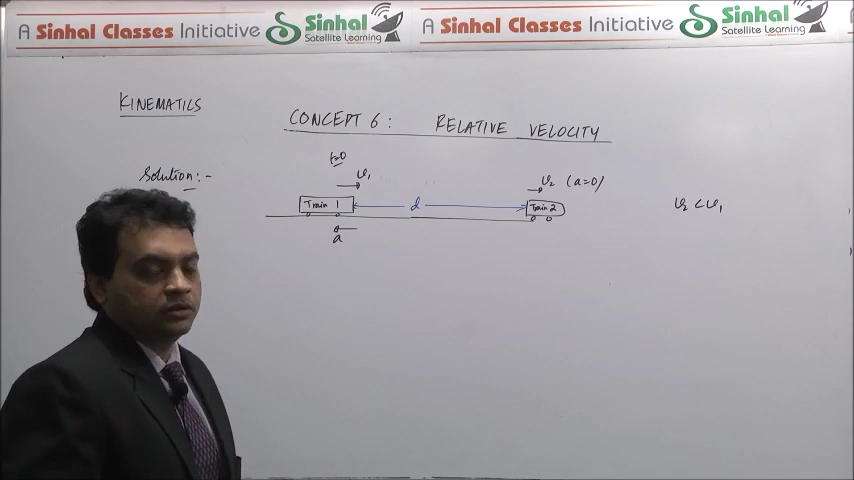 A Sinhal Classes Initiative Sinhal Satellite Learning A Sinhal Classes Initiative Sinhal Satellite Learning A
KINEMATICS
CONCEPT 6 : RELATIVE VELOCITY
t=0
Solution :-
v₁
v₂ (a=0)
Train 1
d
Train 2
v₂ < v₁
a